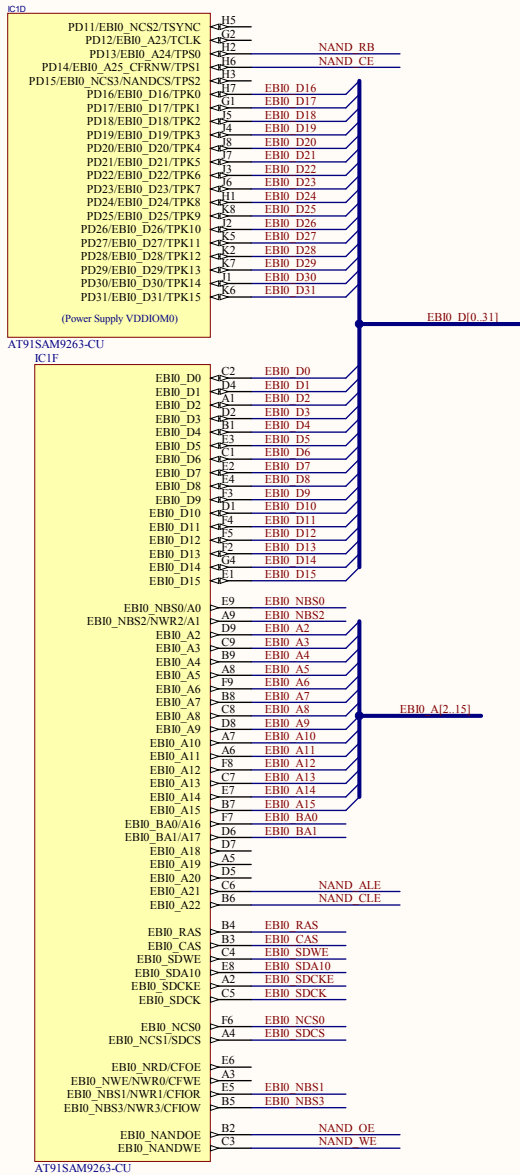 IC1D
PD11/EBI0_NCS2/TSYNC H5
PD12/EBI0_A23/TCLK G2
PD13/EBI0_A24/TPS0 H2 NAND_RB
PD14/EBI0_A25_CFRNW/TPS1 H6 NAND_CE
PD15/EBI0_NCS3/NANDCS/TPS2 H3
PD16/EBI0_D16/TPK0 H7 EBI0_D16
PD17/EBI0_D17/TPK1 G1 EBI0_D17
PD18/EBI0_D18/TPK2 J5 EBI0_D18
PD19/EBI0_D19/TPK3 J4 EBI0_D19
PD20/EBI0_D20/TPK4 J8 EBI0_D20
PD21/EBI0_D21/TPK5 J7 EBI0_D21
PD22/EBI0_D22/TPK6 J3 EBI0_D22
PD23/EBI0_D23/TPK7 J6 EBI0_D23
PD24/EBI0_D24/TPK8 H1 EBI0_D24
PD25/EBI0_D25/TPK9 K8 EBI0_D25
PD26/EBI0_D26/TPK10 J2 EBI0_D26
PD27/EBI0_D27/TPK11 K5 EBI0_D27
PD28/EBI0_D28/TPK12 K2 EBI0_D28
PD29/EBI0_D29/TPK13 K7 EBI0_D29
PD30/EBI0_D30/TPK14 J1 EBI0_D30
PD31/EBI0_D31/TPK15 K6 EBI0_D31
(Power Supply VDDIOM0)
EBI0_D[0..31]
AT91SAM9263-CU
IC1F
EBI0_D0 C2 EBI0_D0
EBI0_D1 D4 EBI0_D1
EBI0_D2 A1 EBI0_D2
EBI0_D3 D2 EBI0_D3
EBI0_D4 B1 EBI0_D4
EBI0_D5 E3 EBI0_D5
EBI0_D6 C1 EBI0_D6
EBI0_D7 E2 EBI0_D7
EBI0_D8 E4 EBI0_D8
EBI0_D9 F3 EBI0_D9
EBI0_D10 D1 EBI0_D10
EBI0_D11 F4 EBI0_D11
EBI0_D12 F5 EBI0_D12
EBI0_D13 F2 EBI0_D13
EBI0_D14 G4 EBI0_D14
EBI0_D15 E1 EBI0_D15
EBI0_NBS0/A0 E9 EBI0_NBS0
EBI0_NBS2/NWR2/A1 A9 EBI0_NBS2
EBI0_A2 D9 EBI0_A2
EBI0_A3 C9 EBI0_A3
EBI0_A4 B9 EBI0_A4
EBI0_A5 A8 EBI0_A5
EBI0_A6 F9 EBI0_A6
EBI0_A7 B8 EBI0_A7
EBI0_A8 C8 EBI0_A8
EBI0_A[2..15]
EBI0_A9 D8 EBI0_A9
EBI0_A10 A7 EBI0_A10
EBI0_A11 A6 EBI0_A11
EBI0_A12 F8 EBI0_A12
EBI0_A13 C7 EBI0_A13
EBI0_A14 E7 EBI0_A14
EBI0_A15 B7 EBI0_A15
EBI0_BA0/A16 F7 EBI0_BA0
EBI0_BA1/A17 D6 EBI0_BA1
EBI0_A18 D7
EBI0_A19 A5
EBI0_A20 D5
EBI0_A21 C6 NAND_ALE
EBI0_A22 B6 NAND_CLE
EBI0_RAS B4 EBI0_RAS
EBI0_CAS B3 EBI0_CAS
EBI0_SDWE C4 EBI0_SDWE
EBI0_SDA10 E8 EBI0_SDA10
EBI0_SDCKE A2 EBI0_SDCKE
EBI0_SDCK C5 EBI0_SDCK
EBI0_NCS0 F6 EBI0_NCS0
EBI0_NCS1/SDCS A4 EBI0_SDCS
EBI0_NRD/CFOE E6
EBI0_NWE/NWR0/CFWE A3
EBI0_NBS1/NWR1/CFIOR E5 EBI0_NBS1
EBI0_NBS3/NWR3/CFIOW B5 EBI0_NBS3
EBI0_NANDOE B2 NAND_OE
EBI0_NANDWE C3 NAND_WE
AT91SAM9263-CU